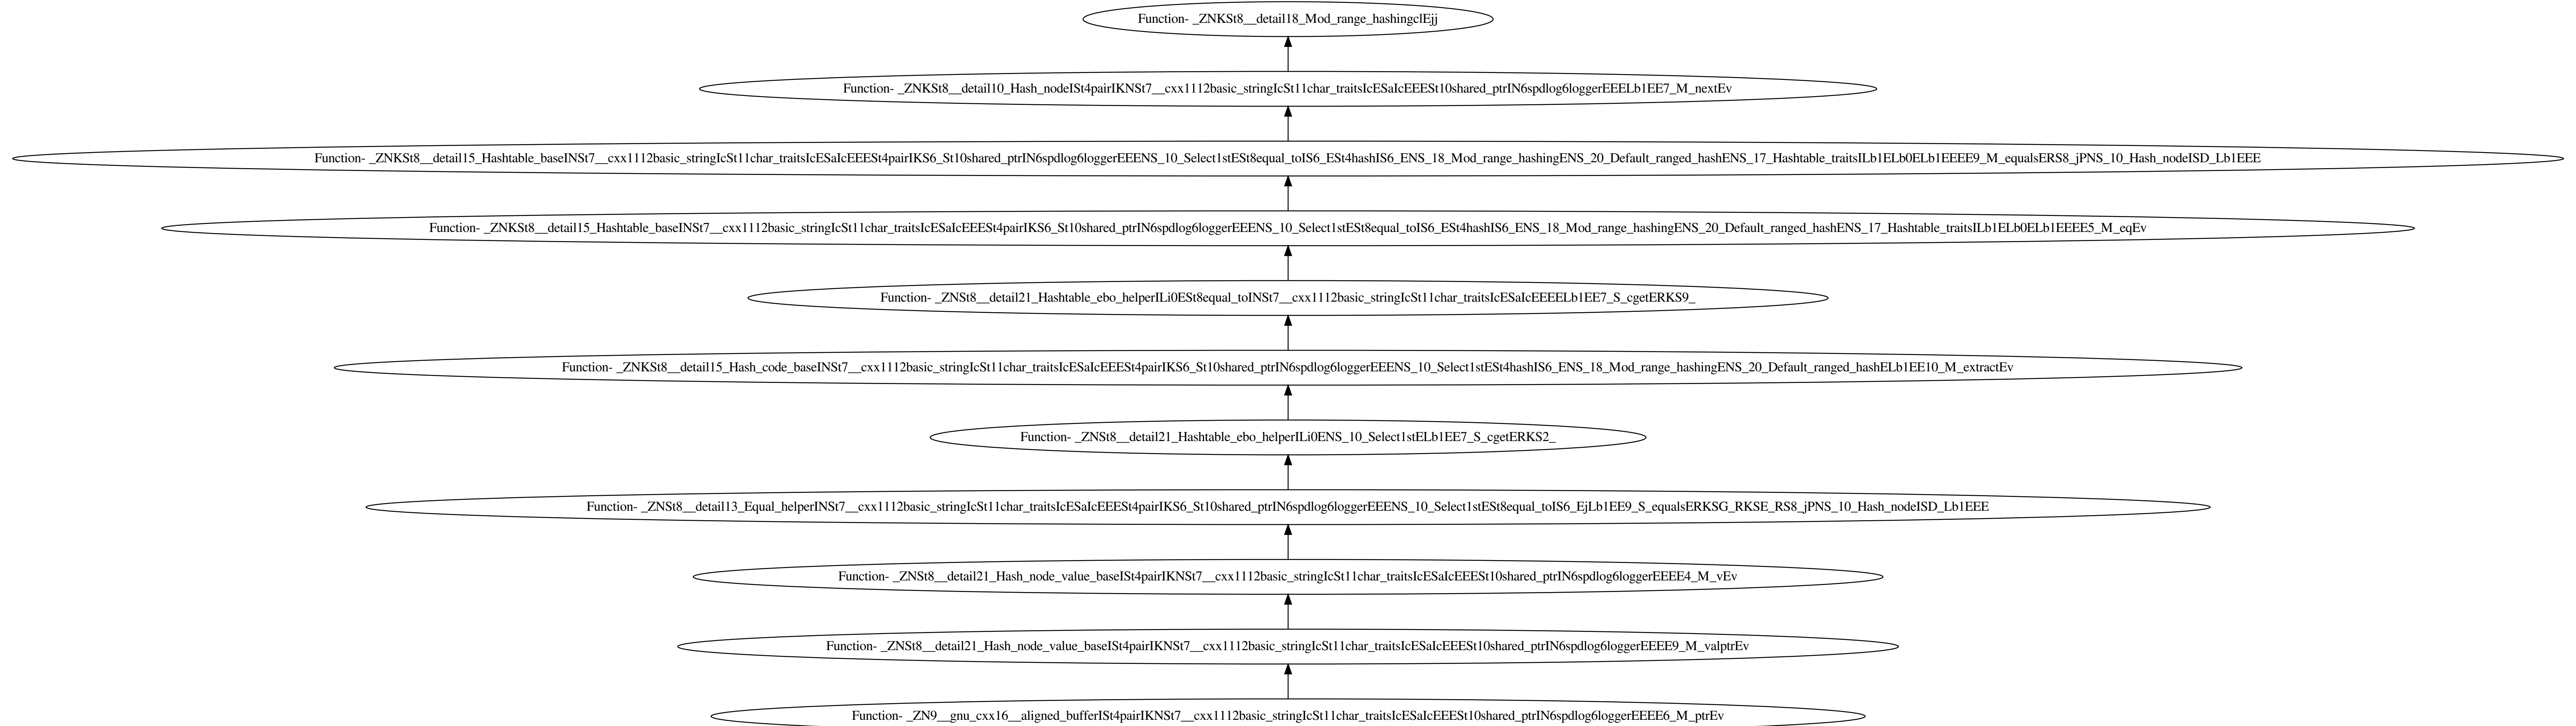 Function- _ZNKSt8__detail18_Mod_range_hashingclEjj
Function- _ZNKSt8__detail10_Hash_nodeISt4pairIKNSt7__cxx1112basic_stringIcSt11char_traitsIcESaIcEEESt10shared_ptrIN6spdlog6loggerEEELb1EE7_M_nextEv
Function- _ZNKSt8__detail15_Hashtable_baseINSt7__cxx1112basic_stringIcSt11char_traitsIcESaIcEEESt4pairIKS6_St10shared_ptrIN6spdlog6loggerEEENS_10_Select1stESt8equal_toIS6_ESt4hashIS6_ENS_18_Mod_range_hashingENS_20_Default_ranged_hashENS_17_Hashtable_traitsILb1ELb0ELb1EEEE9_M_equalsERS8_jPNS_10_Hash_nodeISD_Lb1EEE
Function- _ZNKSt8__detail15_Hashtable_baseINSt7__cxx1112basic_stringIcSt11char_traitsIcESaIcEEESt4pairIKS6_St10shared_ptrIN6spdlog6loggerEEENS_10_Select1stESt8equal_toIS6_ESt4hashIS6_ENS_18_Mod_range_hashingENS_20_Default_ranged_hashENS_17_Hashtable_traitsILb1ELb0ELb1EEEE5_M_eqEv
Function- _ZNSt8__detail21_Hashtable_ebo_helperILi0ESt8equal_toINSt7__cxx1112basic_stringIcSt11char_traitsIcESaIcEEEELb1EE7_S_cgetERKS9_
Function- _ZNKSt8__detail15_Hash_code_baseINSt7__cxx1112basic_stringIcSt11char_traitsIcESaIcEEESt4pairIKS6_St10shared_ptrIN6spdlog6loggerEEENS_10_Select1stESt4hashIS6_ENS_18_Mod_range_hashingENS_20_Default_ranged_hashELb1EE10_M_extractEv
Function- _ZNSt8__detail21_Hashtable_ebo_helperILi0ENS_10_Select1stELb1EE7_S_cgetERKS2_
Function- _ZNSt8__detail13_Equal_helperINSt7__cxx1112basic_stringIcSt11char_traitsIcESaIcEEESt4pairIKS6_St10shared_ptrIN6spdlog6loggerEEENS_10_Select1stESt8equal_toIS6_EjLb1EE9_S_equalsERKSG_RKSE_RS8_jPNS_10_Hash_nodeISD_Lb1EEE
Function- _ZNSt8__detail21_Hash_node_value_baseISt4pairIKNSt7__cxx1112basic_stringIcSt11char_traitsIcESaIcEEESt10shared_ptrIN6spdlog6loggerEEEE4_M_vEv
Function- _ZNSt8__detail21_Hash_node_value_baseISt4pairIKNSt7__cxx1112basic_stringIcSt11char_traitsIcESaIcEEESt10shared_ptrIN6spdlog6loggerEEEE9_M_valptrEv
Function- _ZN9__gnu_cxx16__aligned_bufferISt4pairIKNSt7__cxx1112basic_stringIcSt11char_traitsIcESaIcEEESt10shared_ptrIN6spdlog6loggerEEEE6_M_ptrEv